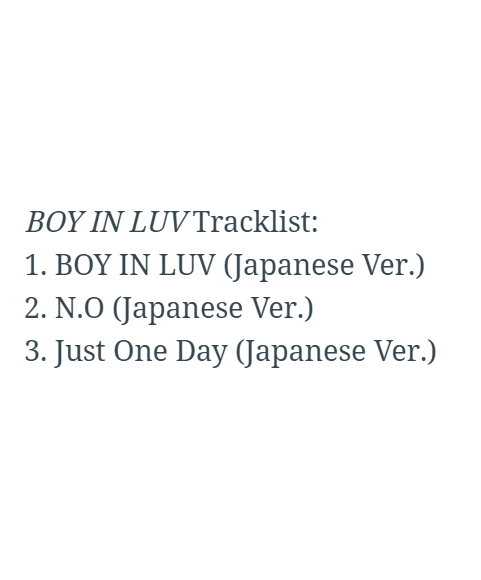 BOY IN LUV Tracklist:
1. BOY IN LUV (Japanese Ver.)
2. N.O (Japanese Ver.)
3. Just One Day (Japanese Ver.)